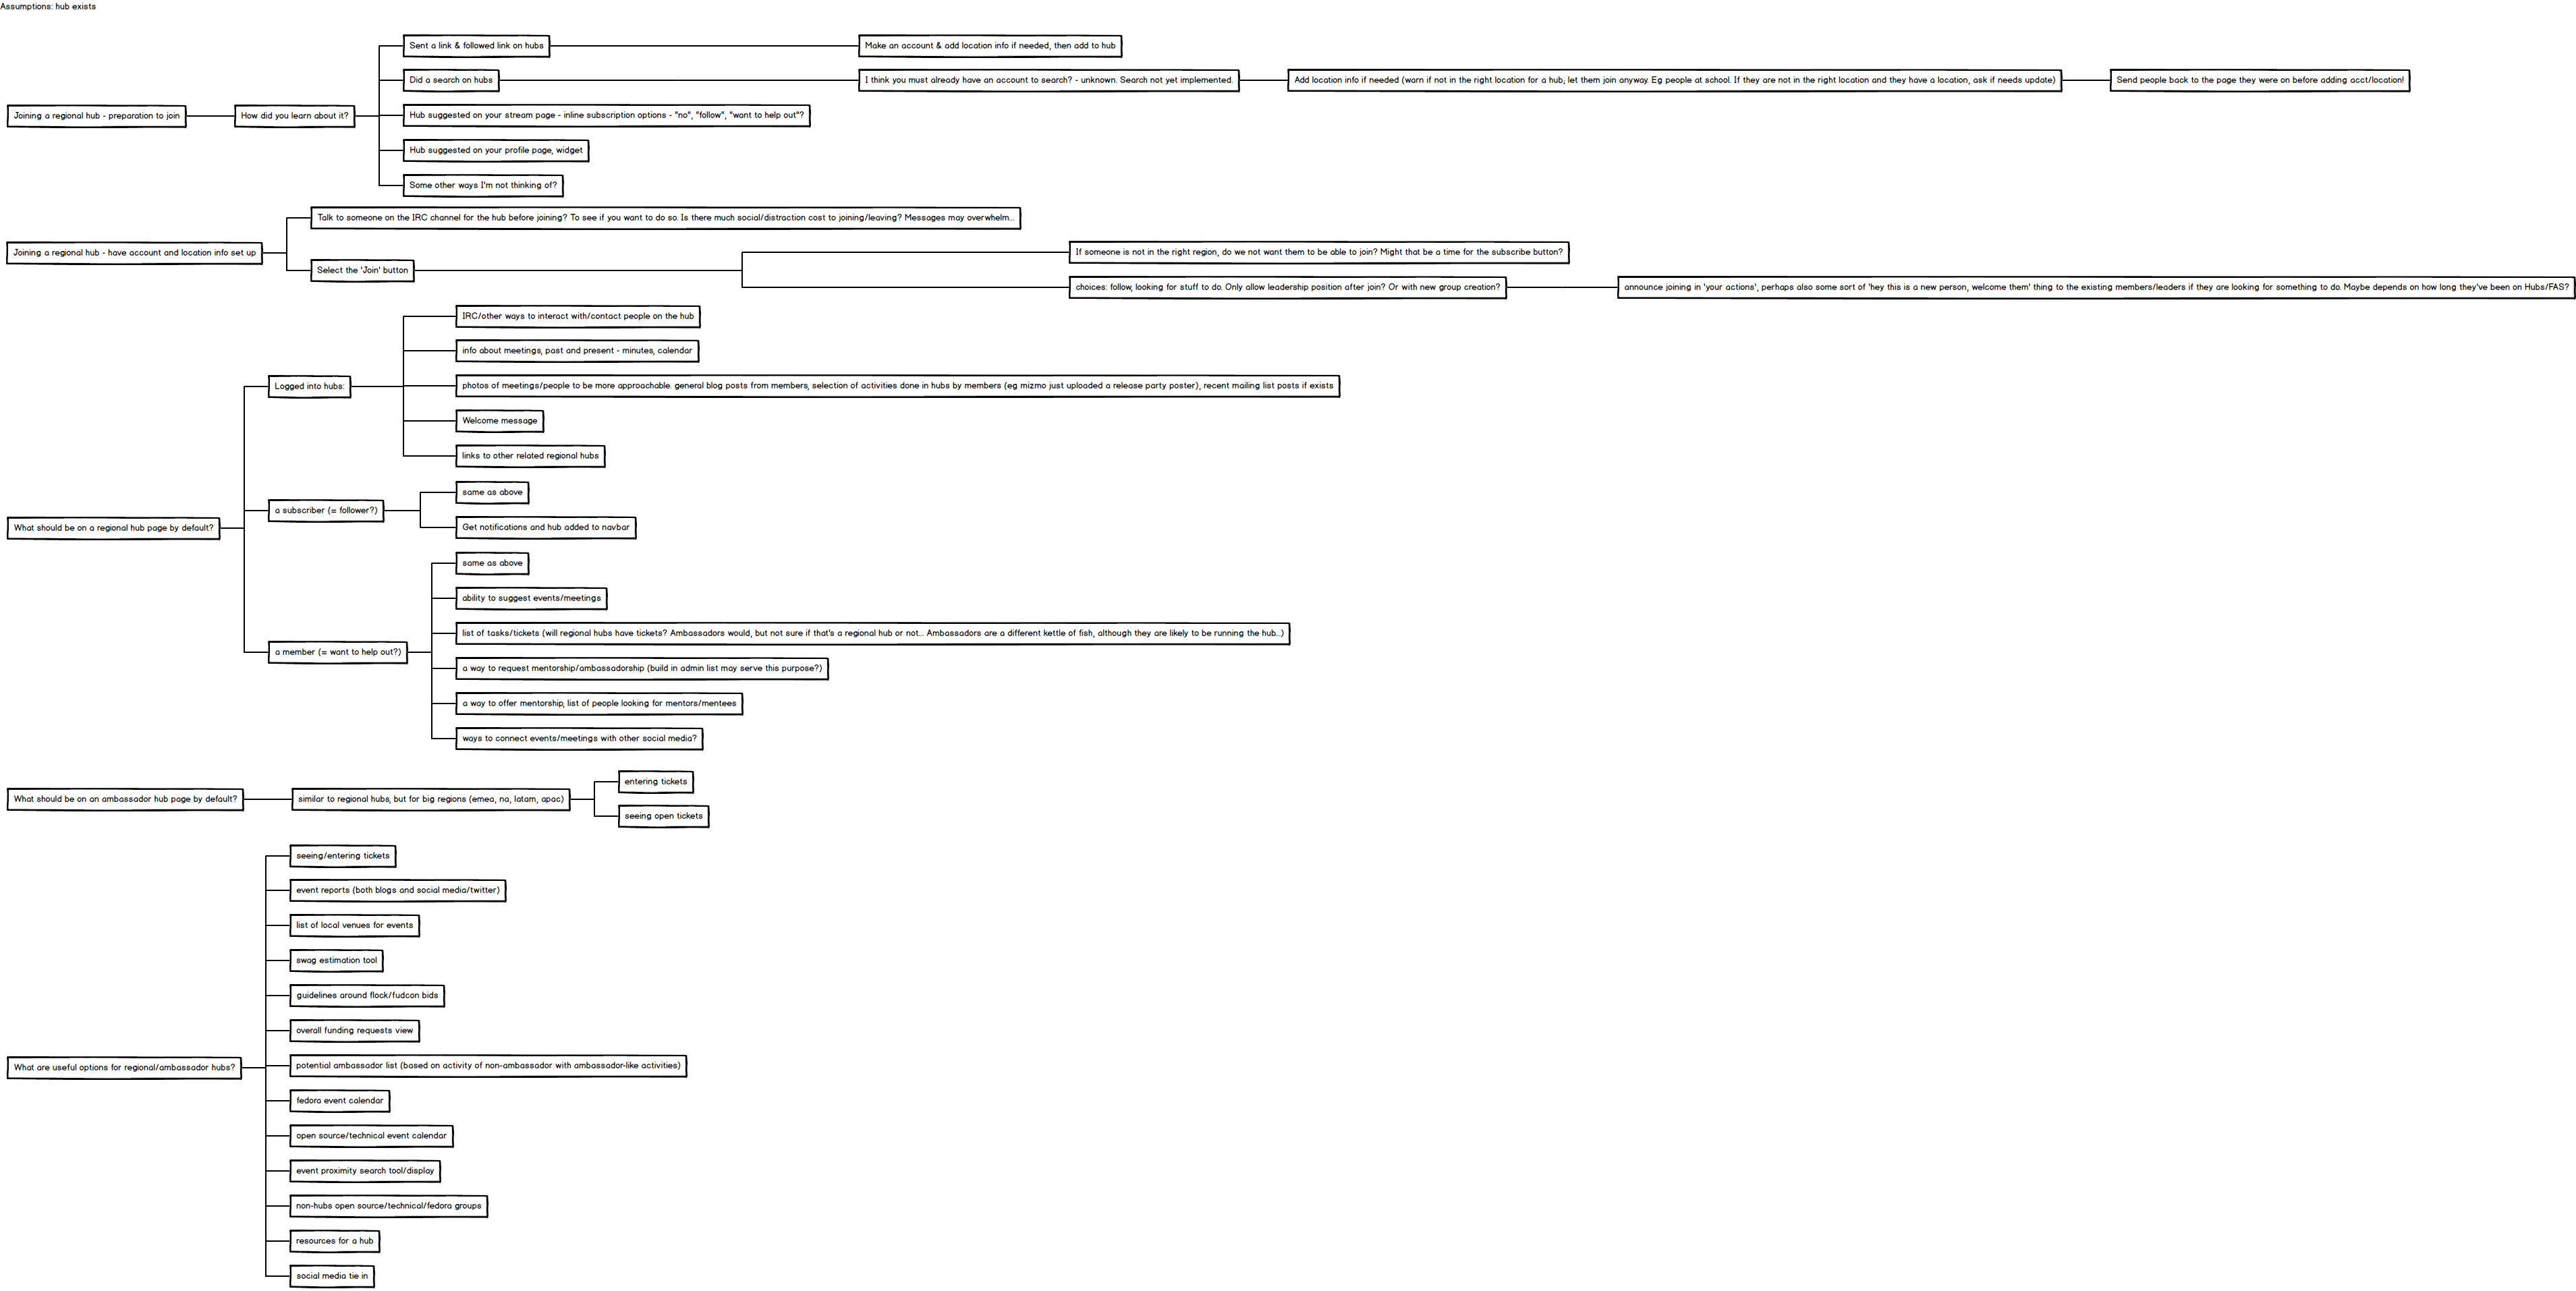 Assumptions: hub exists
Sent a link & followed link on hubs
Make an account & add location info if needed, then add to hub
Did a search on hubs
I think you must already have an account to search? - unknown. Search not yet implemented.
Add location info if needed (warn if not in the right location for a hub; let them join anyway. Eg people at school. If they are not in the right location and they have a location, ask if needs update)
Send people back to the page they were on before adding acct/location!
Joining a regional hub - preparation to join
How did you learn about it?
Hub suggested on your stream page - inline subscription options - "no", "follow", "want to help out"?
Hub suggested on your profile page, widget
Some other ways I'm not thinking of?
Talk to someone on the IRC channel for the hub before joining? To see if you want to do so. Is there much social/distraction cost to joining/leaving? Messages may overwhelm...
Joining a regional hub - have account and location info set up
Select the 'Join' button
If someone is not in the right region, do we not want them to be able to join? Might that be a time for the subscribe button?
choices: follow, looking for stuff to do. Only allow leadership position after join? Or with new group creation?
announce joining in 'your actions', perhaps also some sort of 'hey this is a new person, welcome them' thing to the existing members/leaders if they are looking for something to do. Maybe depends on how long they've been on Hubs/FAS?
What should be on a regional hub page by default?
Logged into hubs:
IRC/other ways to interact with/contact people on the hub
info about meetings, past and present - minutes, calendar
photos of meetings/people to be more approachable. general blog posts from members, selection of activities done in hubs by members (eg mizmo just uploaded a release party poster), recent mailing list posts if exists
Welcome message
links to other related regional hubs
a subscriber (= follower?)
same as above
Get notifications and hub added to navbar
a member (= want to help out?)
same as above
ability to suggest events/meetings
list of tasks/tickets (will regional hubs have tickets? Ambassadors would, but not sure if that's a regional hub or not... Ambassadors are a different kettle of fish, although they are likely to be running the hub...)
a way to request mentorship/ambassadorship (build in admin list may serve this purpose?)
a way to offer mentorship, list of people looking for mentors/mentees
ways to connect events/meetings with other social media?
What should be on an ambassador hub page by default?
similar to regional hubs, but for big regions (emea, na, latam, apac)
entering tickets
seeing open tickets
What are useful options for regional/ambassador hubs?
seeing/entering tickets
event reports (both blogs and social media/twitter)
list of local venues for events
swag estimation tool
guidelines around flock/fudcon bids
overall funding requests view
potential ambassador list (based on activity of non-ambassador with ambassador-like activities)
fedora event calendar
open source/technical event calendar
event proximity search tool/display
non-hubs open source/technical/fedora groups
resources for a hub
social media tie in